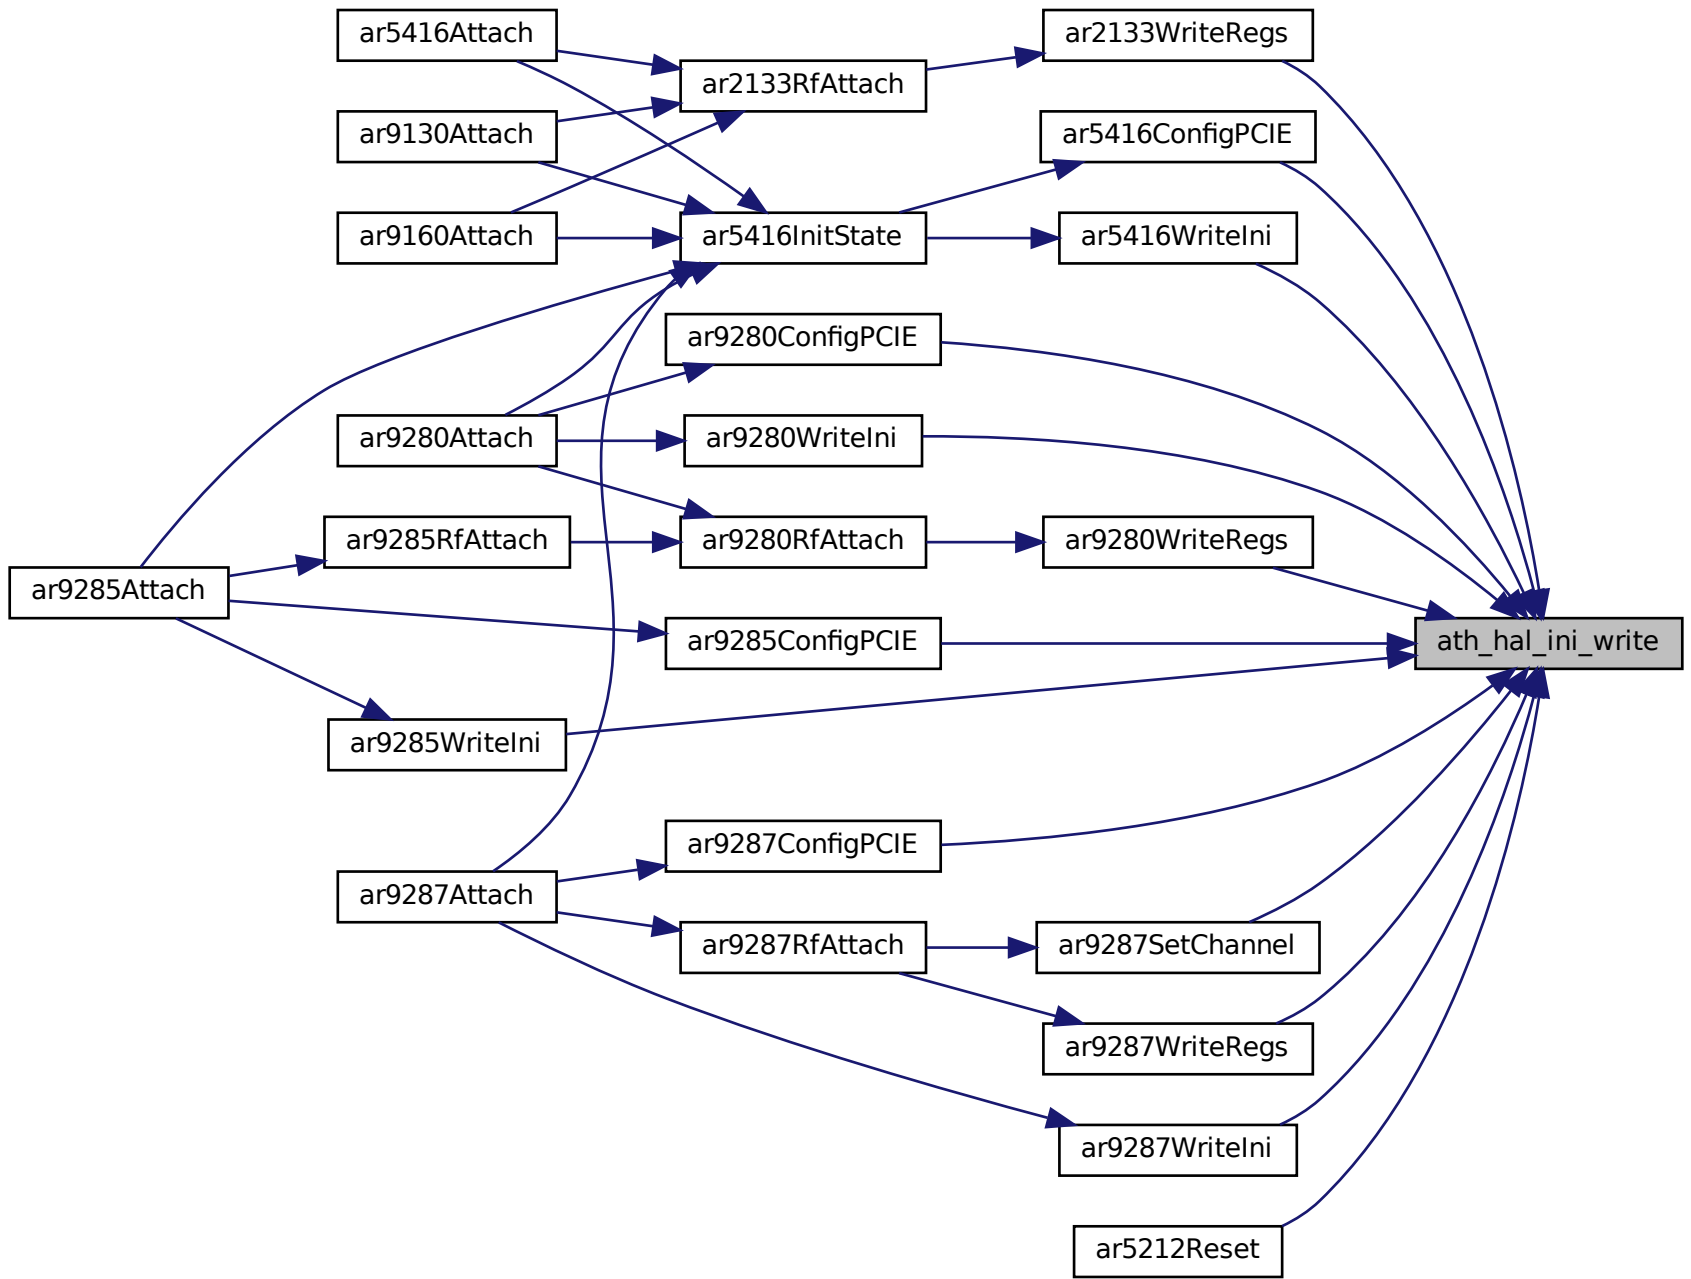 ar5416Attach
ar2133WriteRegs
ar2133RfAttach
ar9130Attach
ar5416ConfigPCIE
ar9160Attach
ar5416InitState
ar5416WriteIni
ar9280ConfigPCIE
ar9280Attach
ar9280WriteIni
ar9285RfAttach
ar9280RfAttach
ar9280WriteRegs
ar9285Attach
ar9285ConfigPCIE
ath_hal_ini_write
ar9285WriteIni
ar9287ConfigPCIE
ar9287Attach
ar9287RfAttach
ar9287SetChannel
ar9287WriteRegs
ar9287WriteIni
ar5212Reset